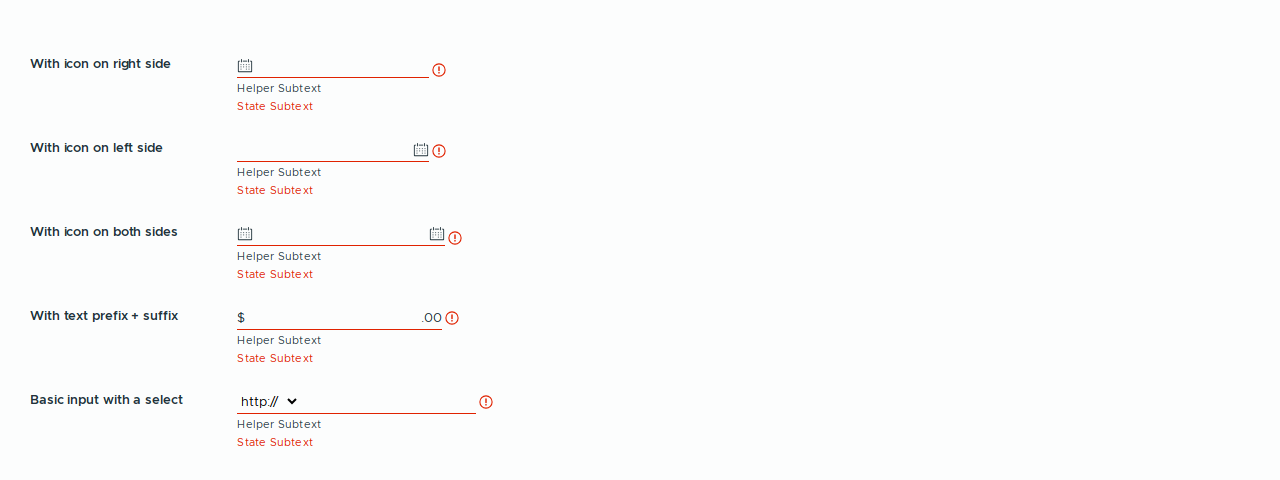 With icon on right side
Helper Subtext
State Subtext
With icon on left side
Helper Subtext
State Subtext
With icon on both sides
Helper Subtext
State Subtext
With text prefix + suffix
$ .00
Helper Subtext
State Subtext
Basic input with a select
http://
Helper Subtext
State Subtext